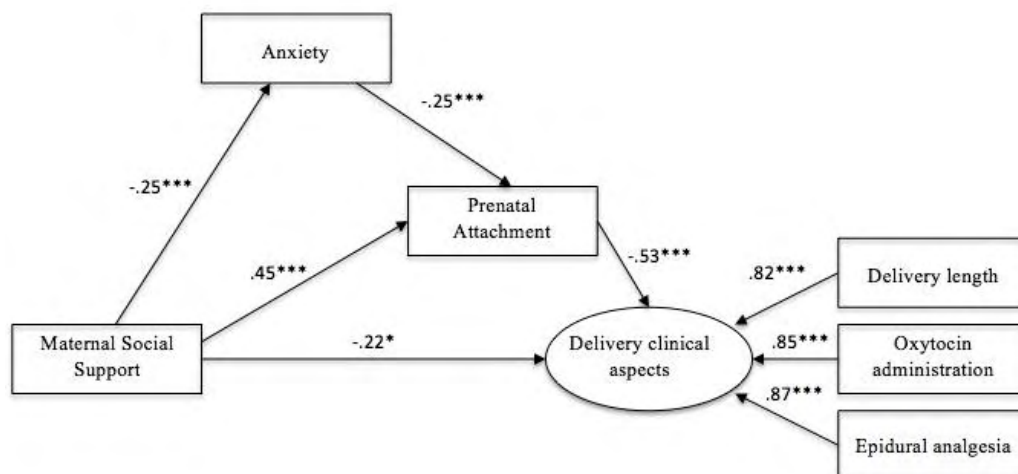 Anxiety
-.25***
-.25***
Prenatal
Attachment
.45***
-.53***
Maternal Social
Support
-.22*
Delivery clinical
aspects
.82***
Delivery length
.85***
Oxytocin
administration
.87***
Epidural analgesia